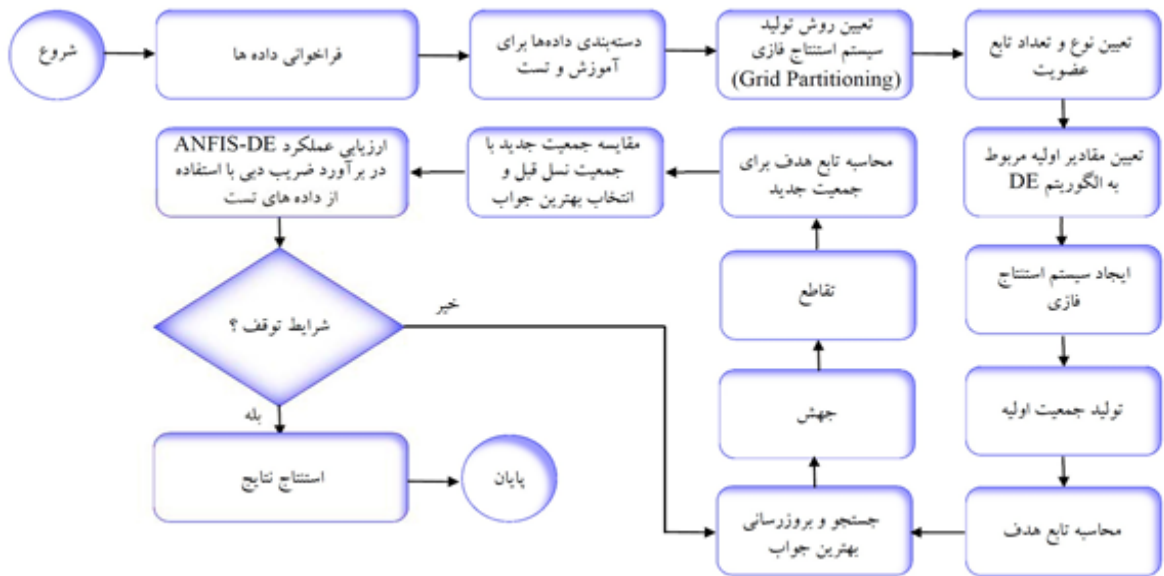 شروع
فراخوانی داده ها
دسته‌بندی داده‌ها برای
آموزش و تست
تعیین روش تولید
سیستم استنتاج فازی
(Grid Partitioning)
تعیین نوع و تعداد تابع
عضویت
تعیین مقادیر اولیه مربوط
به الگوریتم DE
ایجاد سیستم استنتاج
فازی
تولید جمعیت اولیه
محاسبه تابع هدف
جستجو و بروزرسانی
بهترین جواب
جهش
تقاطع
محاسبه تابع هدف برای
جمعیت جدید
مقایسه جمعیت جدید با
جمعیت نسل قبل و
انتخاب بهترین جواب
ارزیابی عملکرد ANFIS-DE
در برآورد ضریب دبی با استفاده
از داده های تست
شرایط توقف ؟
خیر
بله
استنتاج نتایج
پایان